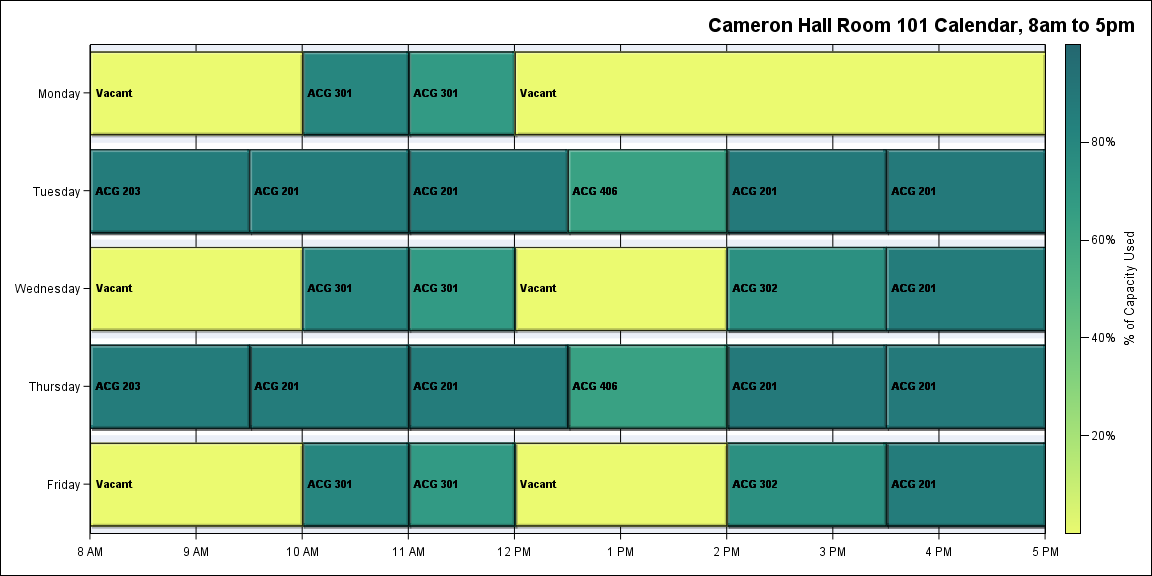 Cameron Hall Room 101 Calendar, 8am to 5pm
Monday
Vacant
ACG 301
ACG 301
Vacant
Tuesday
ACG 203
ACG 201
ACG 201
ACG 406
ACG 201
ACG 201
Wednesday
Vacant
ACG 301
ACG 301
Vacant
ACG 302
ACG 201
Thursday
ACG 203
ACG 201
ACG 201
ACG 406
ACG 201
ACG 201
Friday
Vacant
ACG 301
ACG 301
Vacant
ACG 302
ACG 201
8 AM
9 AM
10 AM
11 AM
12 PM
1 PM
2 PM
3 PM
4 PM
5 PM
80%
60%
40%
20%
% of Capacity Used